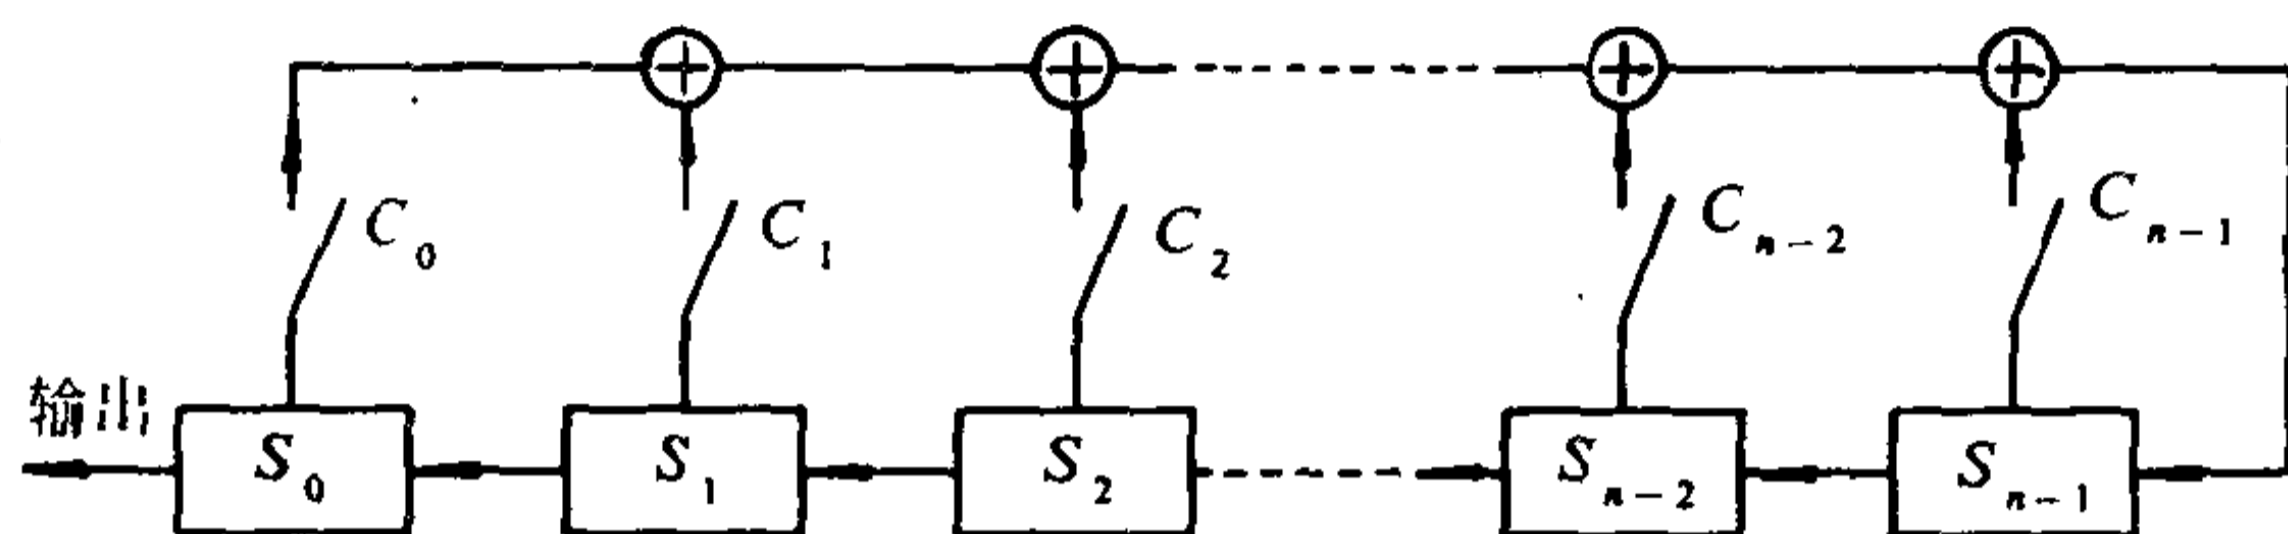 C₀ C₁ C₂ Cₙ₋₂ Cₙ₋₁
输出
S₀ S₁ S₂ Sₙ₋₂ Sₙ₋₁